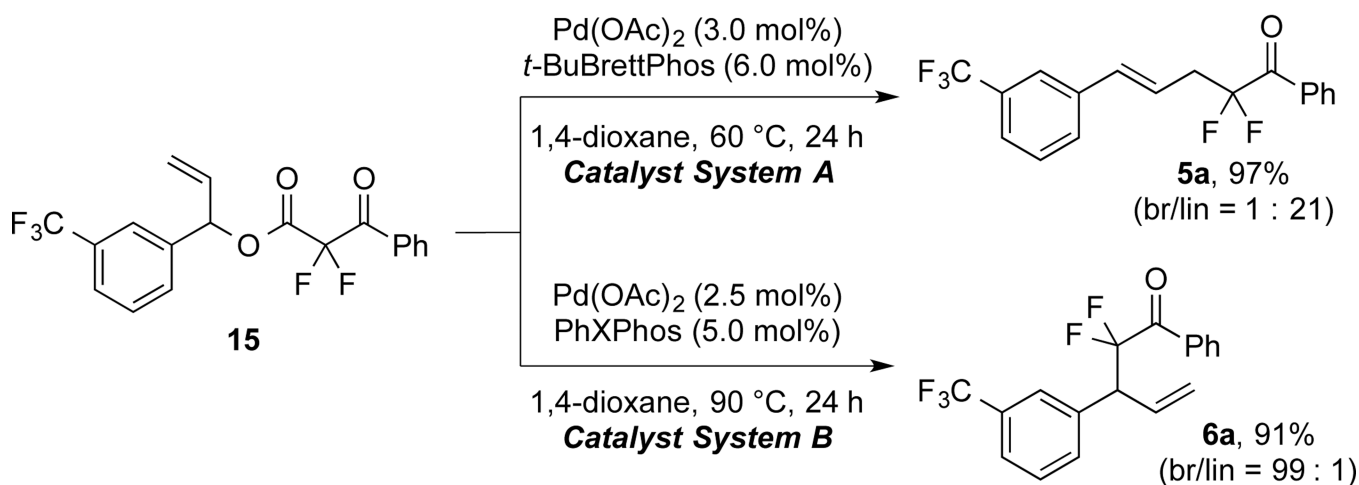 Pd(OAc)2 (3.0 mol%)
t-BuBrettPhos (6.0 mol%)
1,4-dioxane, 60 °C, 24 h
Catalyst System A
F3C
O
Ph
F F
5a, 97%
(br/lin = 1 : 21)
F3C
O
O
O
Ph
F F
15
Pd(OAc)2 (2.5 mol%)
PhXPhos (5.0 mol%)
1,4-dioxane, 90 °C, 24 h
Catalyst System B
F
F
O
Ph
F3C
6a, 91%
(br/lin = 99 : 1)